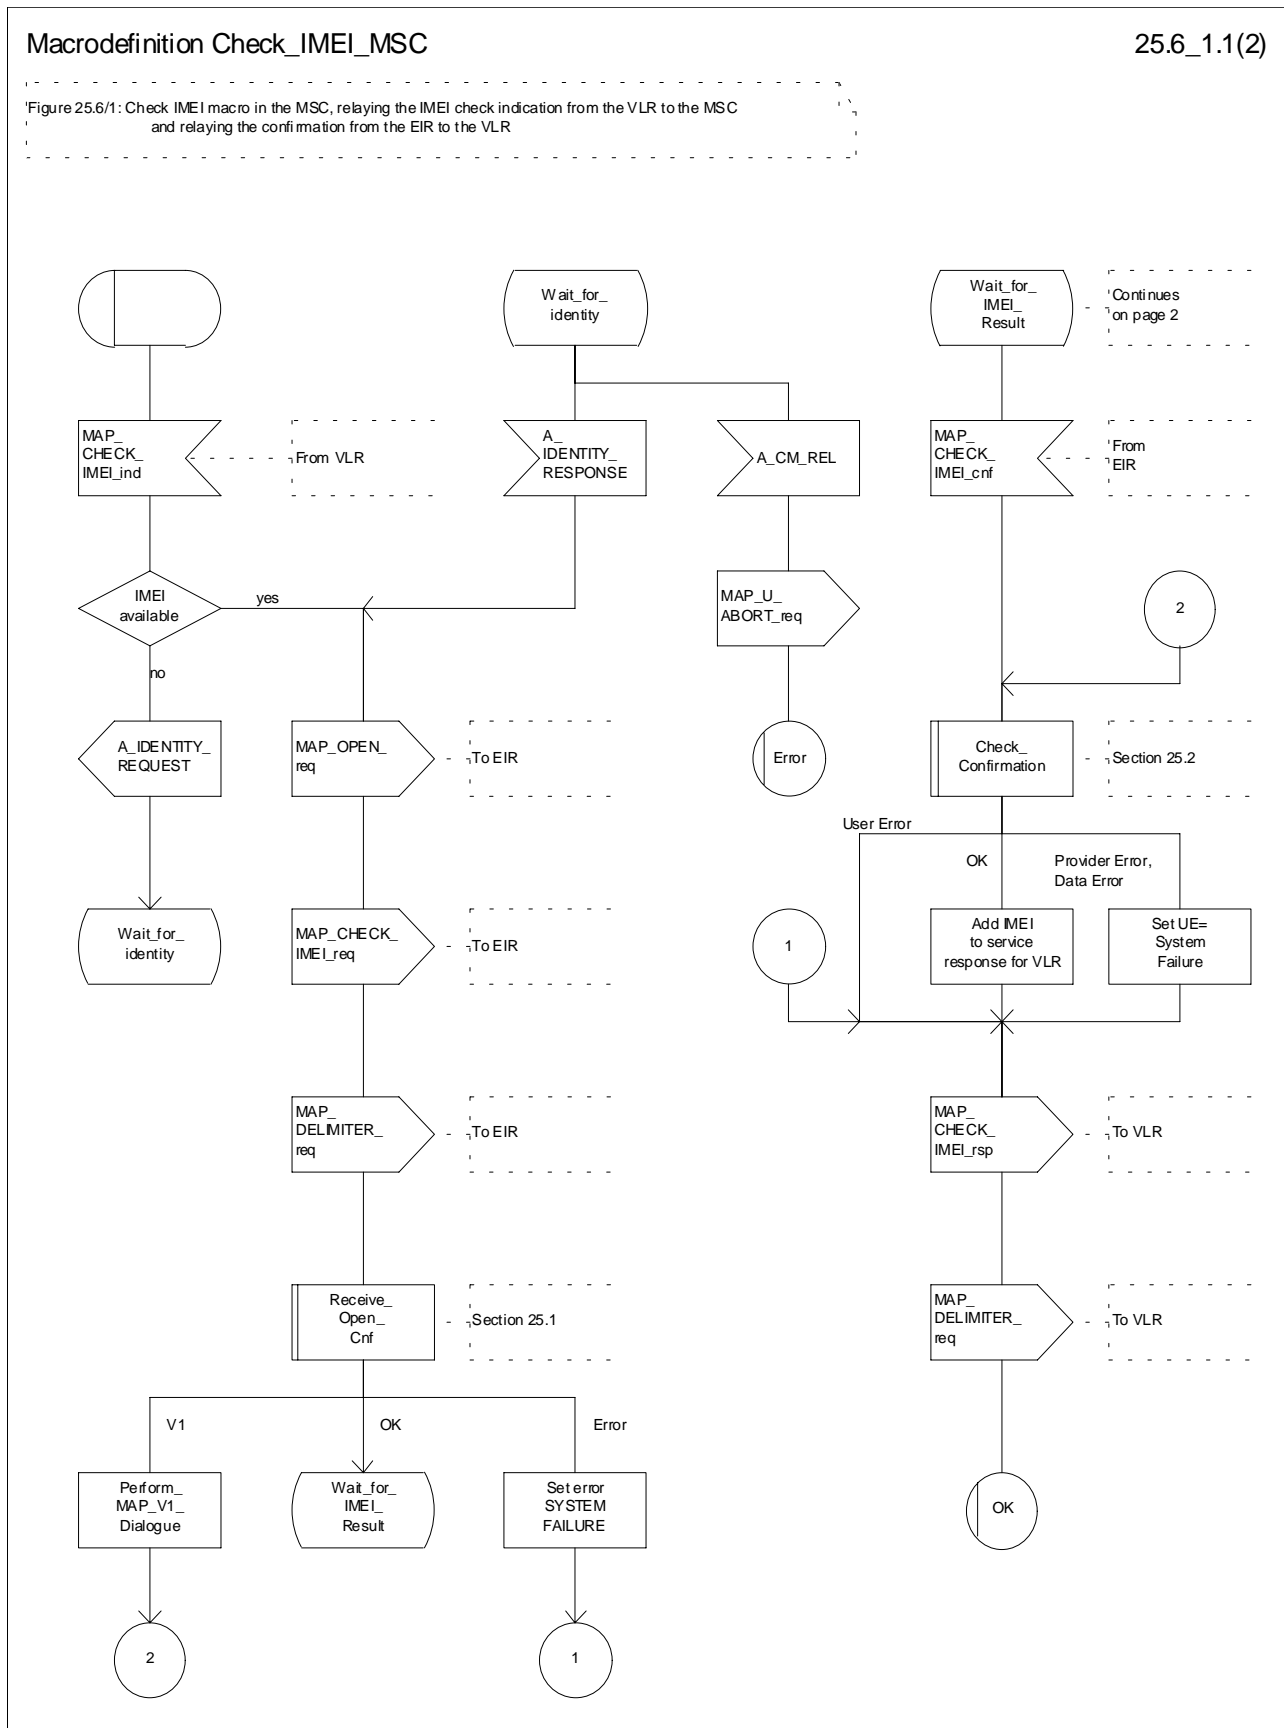 Macrodefinition Check_IMEI_MSC
25.6_1.1(2)
Figure 25.6/1: Check IMEI macro in the MSC, relaying the IMEI check indication from the VLR to the MSC
and relaying the confirmation from the EIR to the VLR
Wait_for_
identity
Wait_for_
IMEI_
Result
Continues
on page 2
MAP_
CHECK_
IMEI_ind
From VLR
A_
IDENTITY_
RESPONSE
A_CM_REL
MAP_
CHECK_
IMEI_cnf
From
EIR
IMEI
available
yes
no
MAP_U_
ABORT_req
2
A_IDENTITY_
REQUEST
MAP_OPEN_
req
To EIR
Error
Check_
Confirmation
Section 25.2
User Error
OK
Provider Error,
Data Error
Wait_for_
identity
MAP_CHECK_
IMEI_req
To EIR
1
Add IMEI
to service
response for VLR
Set UE=
System
Failure
MAP_
DELIMITER_
req
To EIR
MAP_
CHECK_
IMEI_rsp
To VLR
Receive_
Open_
Cnf
Section 25.1
MAP_
DELIMITER_
req
To VLR
V1
OK
Error
Perform_
MAP_V1_
Dialogue
Wait_for_
IMEI_
Result
Set error
SYSTEM
FAILURE
OK
2
1